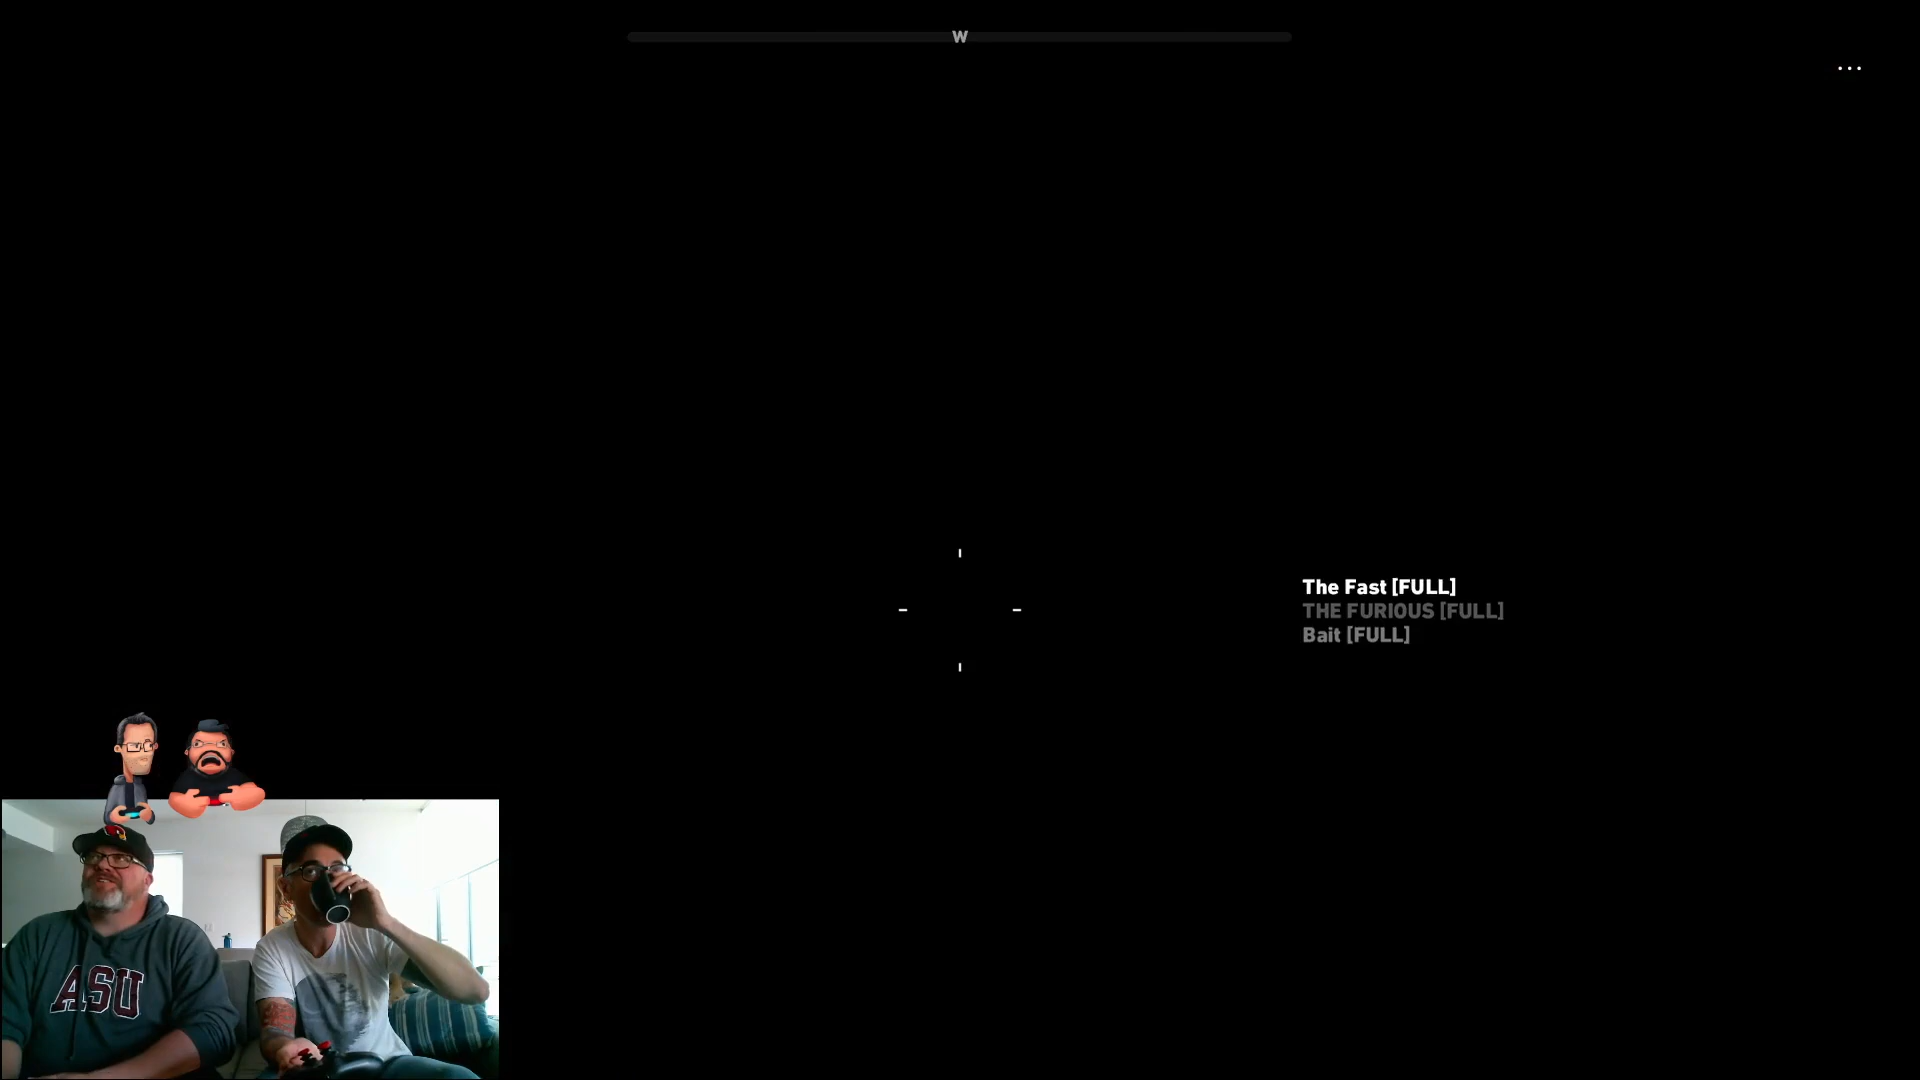 W
...
The Fast [FULL]
THE FURIOUS [FULL]
Bait [FULL]
ASU